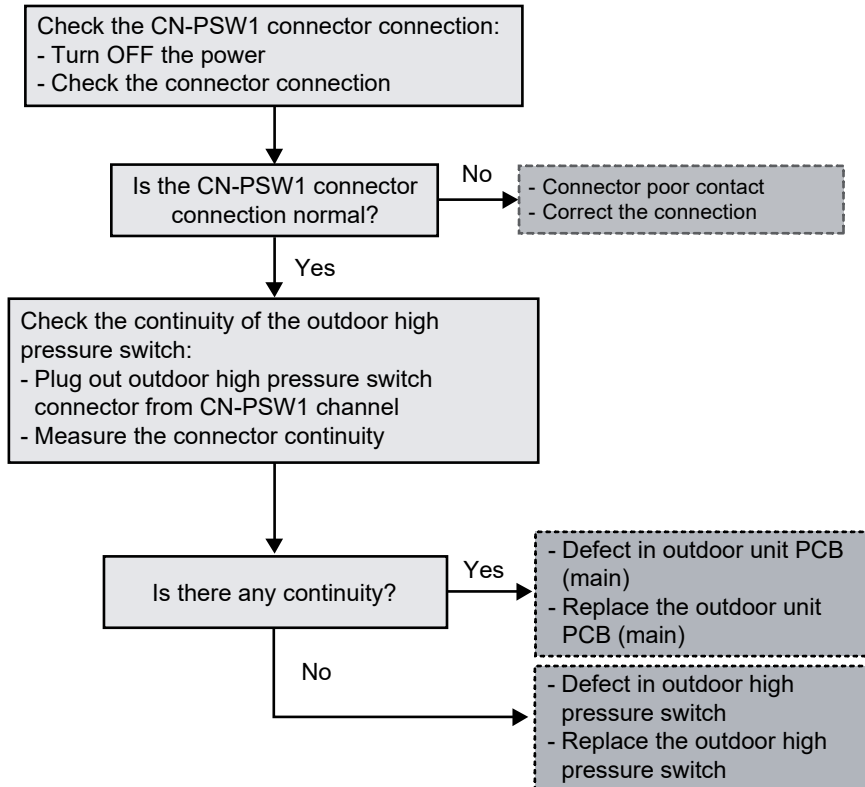 Check the CN-PSW1 connector connection:
- Turn OFF the power
- Check the connector connection
Is the CN-PSW1 connector
connection normal?
No
- Connector poor contact
- Correct the connection
Yes
Check the continuity of the outdoor high
pressure switch:
- Plug out outdoor high pressure switch
connector from CN-PSW1 channel
- Measure the connector continuity
Is there any continuity?
Yes
- Defect in outdoor unit PCB
(main)
- Replace the outdoor unit
PCB (main)
No
- Defect in outdoor high
pressure switch
- Replace the outdoor high
pressure switch